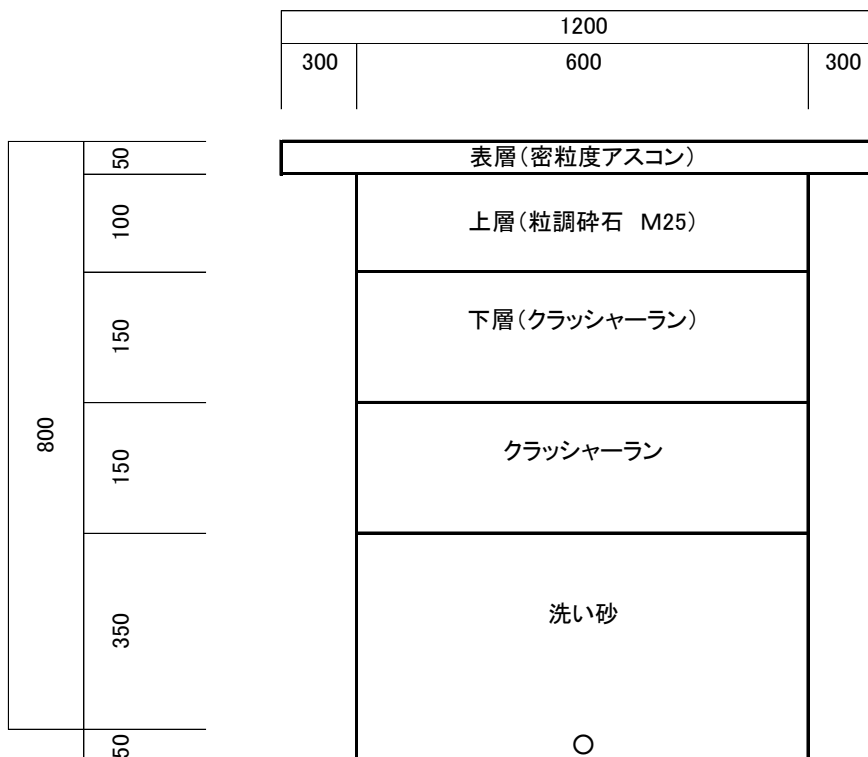 1200
300 600 300
50 表層（密粒度アスコン）
100 上層（粒調砕石　M25）
150 下層（クラッシャーラン）
800
150 クラッシャーラン
350 洗い砂
50